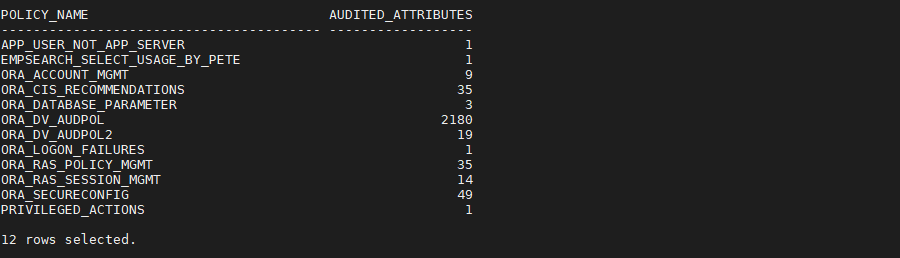 POLICY_NAME                              AUDITED_ATTRIBUTES
---------------------------------------- ------------------
APP_USER_NOT_APP_SERVER                                   1
EMPSEARCH_SELECT_USAGE_BY_PETE                            1
ORA_ACCOUNT_MGMT                                          9
ORA_CIS_RECOMMENDATIONS                                  35
ORA_DATABASE_PARAMETER                                    3
ORA_DV_AUDPOL                                          2180
ORA_DV_AUDPOL2                                           19
ORA_LOGON_FAILURES                                        1
ORA_RAS_POLICY_MGMT                                      35
ORA_RAS_SESSION_MGMT                                     14
ORA_SECURECONFIG                                         49
PRIVILEGED_ACTIONS                                        1

12 rows selected.